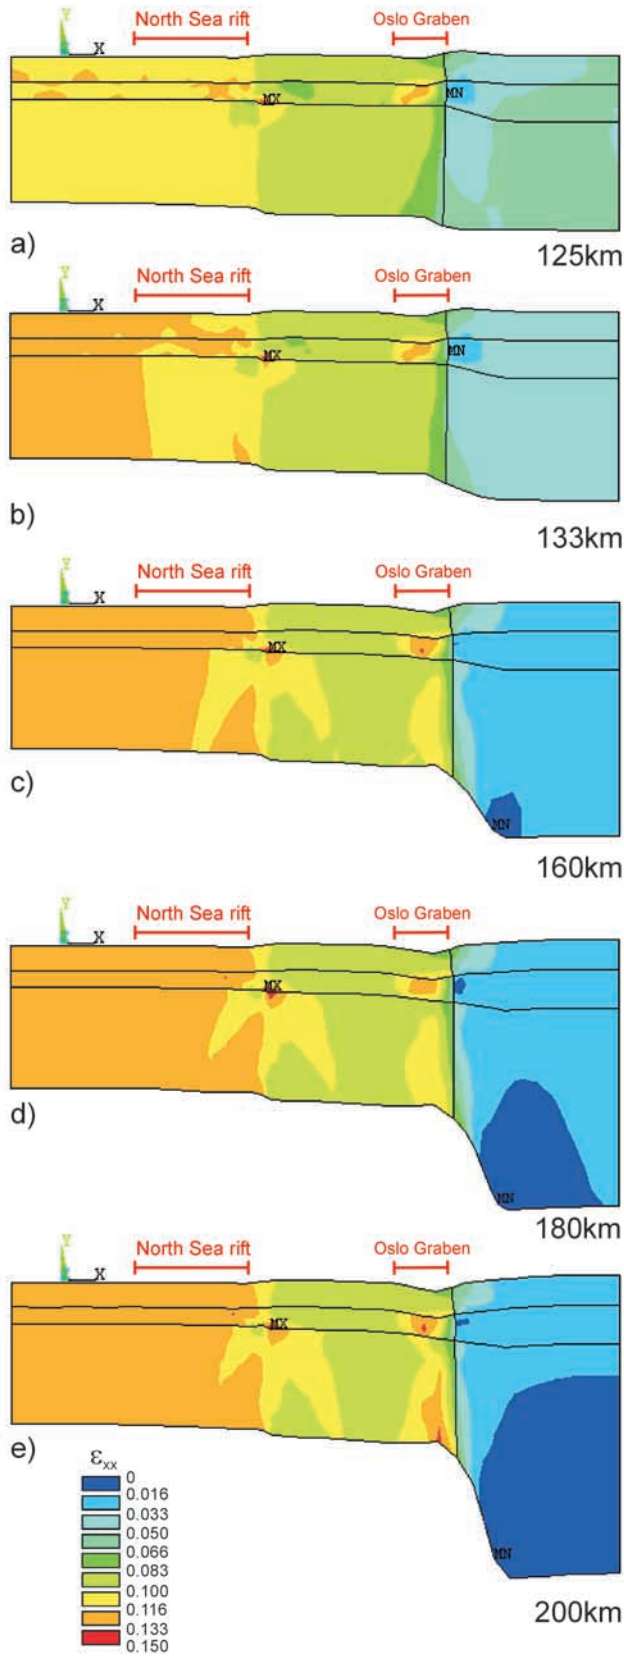 North Sea rift
Oslo Graben
Y
X
MX
MN
a)
125km
North Sea rift
Oslo Graben
Y
X
MX
MN
b)
133km
North Sea rift
Oslo Graben
Y
X
MX
MN
c)
160km
North Sea rift
Oslo Graben
Y
X
MX
MN
d)
180km
North Sea rift
Oslo Graben
Y
X
MX
MN
e)
200km
εxx
0
0.016
0.033
0.050
0.066
0.083
0.100
0.116
0.133
0.150